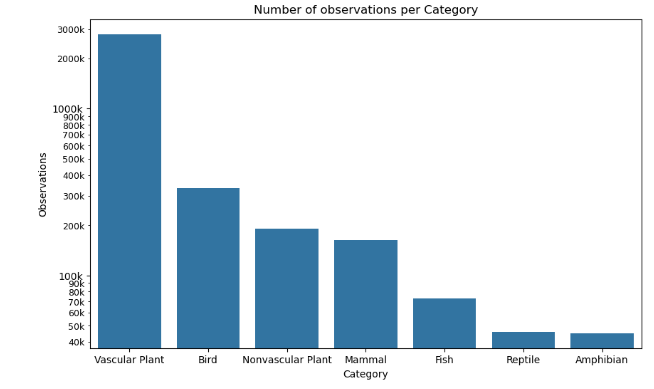 Number of observations per Category
3000k
2000k
1000k
900k
800k
700k
600k
500k
400k
300k
200k
100k
90k
80k
70k
60k
50k
40k
Observations
Vascular Plant Bird Nonvascular Plant Mammal Fish Reptile Amphibian
Category